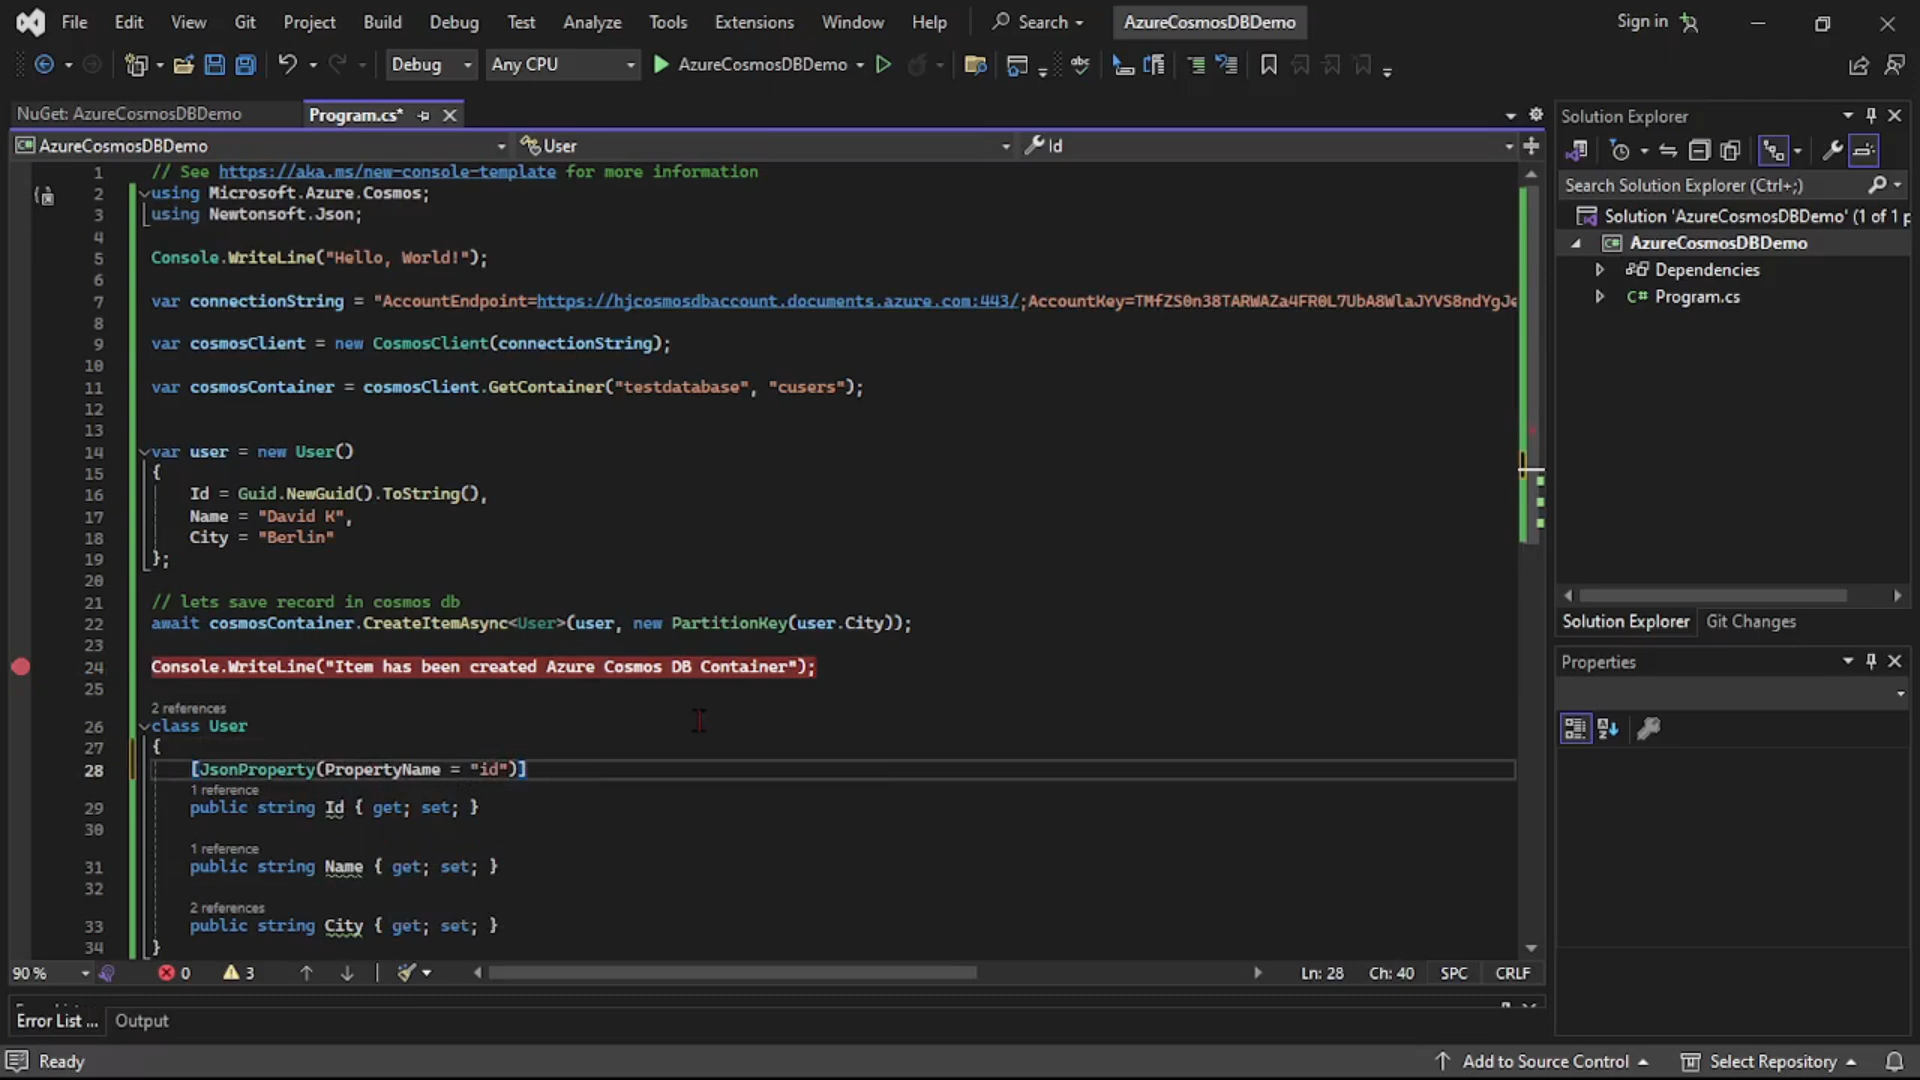 File Edit View Git Project Build Debug Test Analyze Tools Extensions Window Help Search AzureCosmosDBDemo Sign in
Debug Any CPU AzureCosmosDBDemo
NuGet: AzureCosmosDBDemo Program.cs*
AzureCosmosDBDemo User Id
1 // See https://aka.ms/new-console-template for more information
2 using Microsoft.Azure.Cosmos;
3 using Newtonsoft.Json;
4
5 Console.WriteLine("Hello, World!");
6
7 var connectionString = "AccountEndpoint=https://hjcosmosdbaccount.documents.azure.com:443/;AccountKey=
8
9 var cosmosClient = new CosmosClient(connectionString);
10
11 var cosmosContainer = cosmosClient.GetContainer("testdatabase", "cusers");
12
13
14 var user = new User()
15 {
16 Id = Guid.NewGuid().ToString(),
17 Name = "David K",
18 City = "Berlin"
19 };
20
21 // lets save record in cosmos db
22 await cosmosContainer.CreateItemAsync<User>(user, new PartitionKey(user.City));
23
24 Console.WriteLine("Item has been created Azure Cosmos DB Container");
25
2 references
26 class User
27 {
28 [JsonProperty(PropertyName = "id")]
1 reference
29 public string Id { get; set; }
30
1 reference
31 public string Name { get; set; }
32
2 references
33 public string City { get; set; }
34 }
90 % 0 3 Ln: 28 Ch: 40 SPC CRLF
Error List ... Output
Ready Add to Source Control Select Repository
Solution Explorer
Search Solution Explorer (Ctrl+;)
Solution 'AzureCosmosDBDemo' (1 of 1 p
AzureCosmosDBDemo
Dependencies
C# Program.cs
Solution Explorer Git Changes
Properties